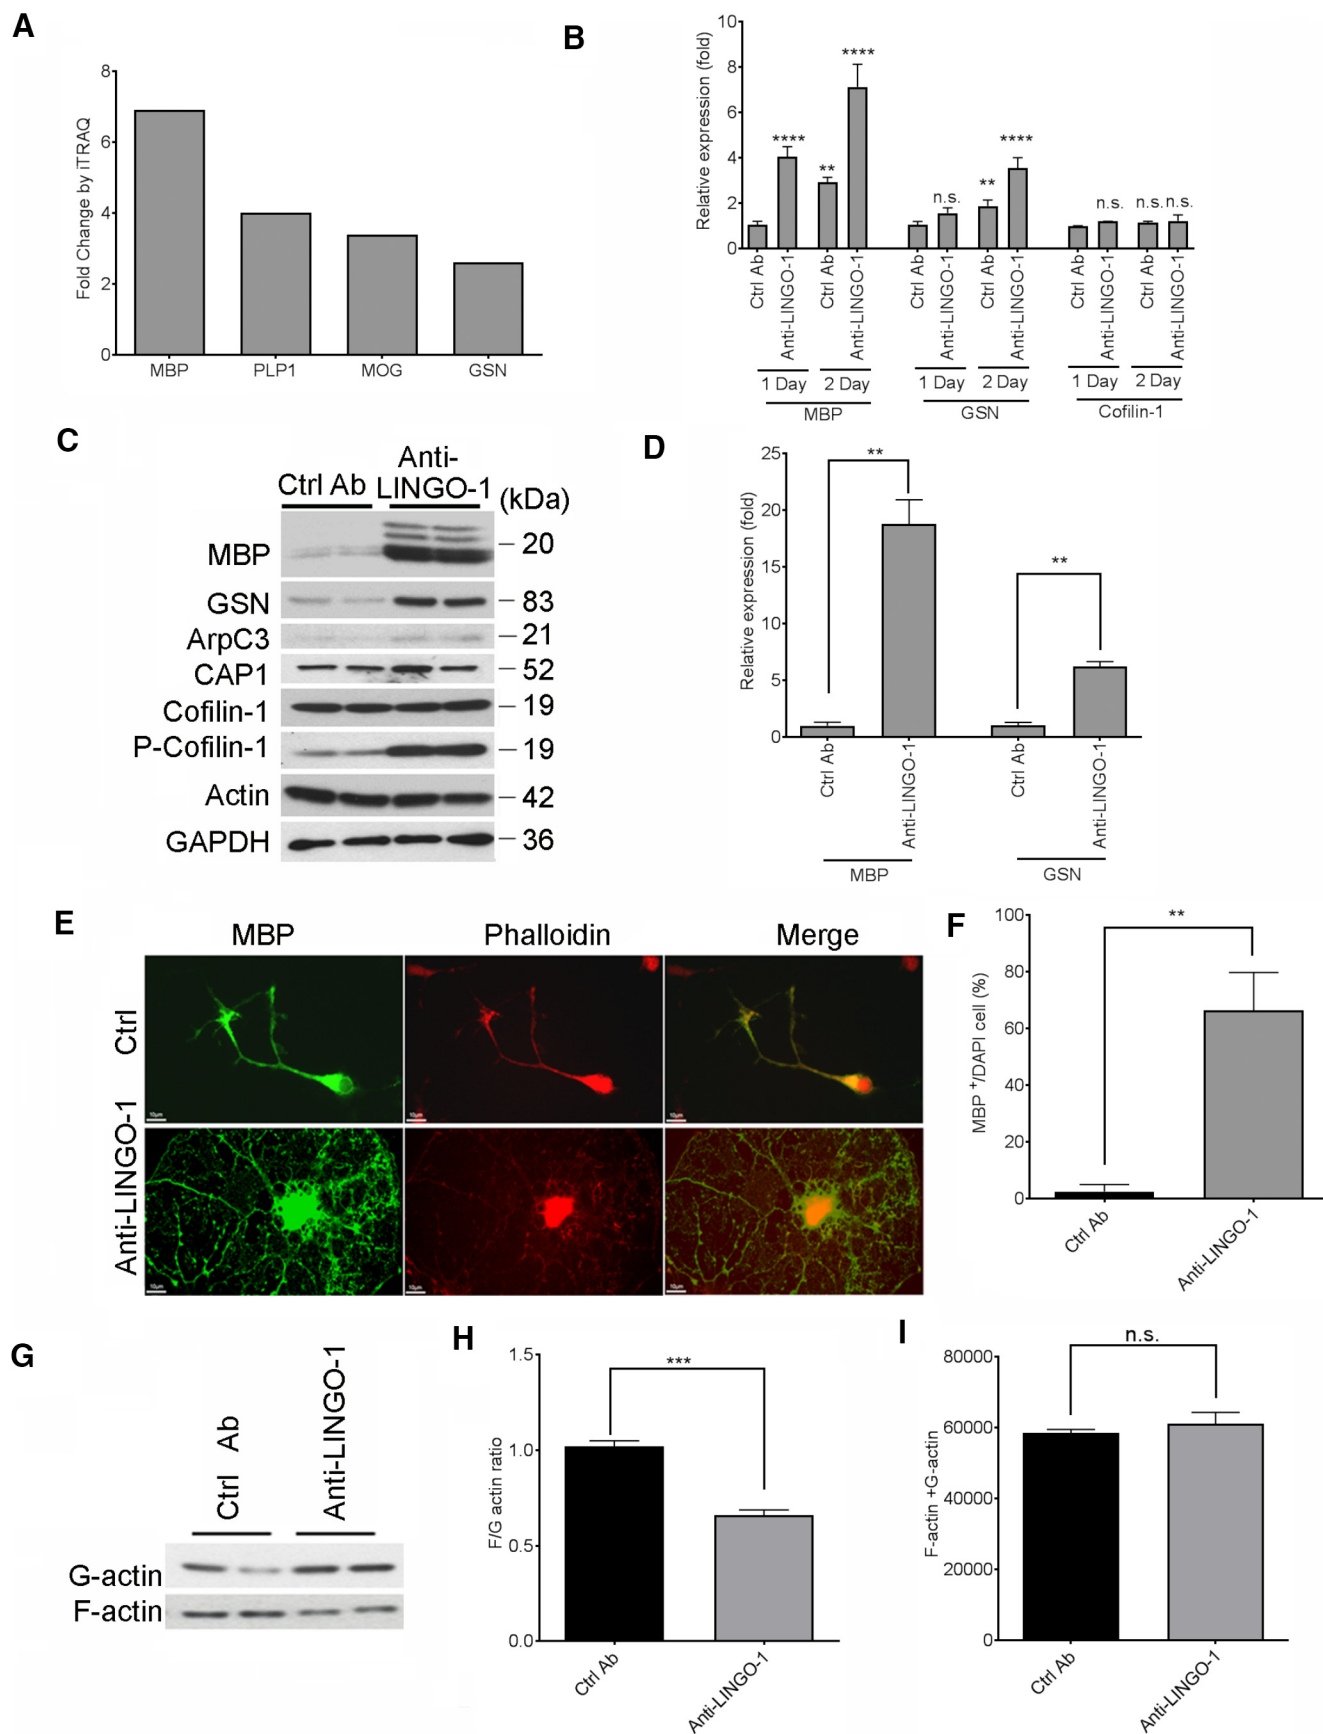 A
Fold Change by iTRAQ
8
6
4
2
0
MBP PLP1 MOG GSN
B
Relative expression (fold)
10
8
6
4
2
0
**** ** **** n.s. ** **** n.s. n.s. n.s.
Ctrl Ab Anti-LINGO-1 Ctrl Ab Anti-LINGO-1 Ctrl Ab Anti-LINGO-1 Ctrl Ab Anti-LINGO-1 Ctrl Ab Anti-LINGO-1 Ctrl Ab Anti-LINGO-1
1 Day 2 Day 1 Day 2 Day 1 Day 2 Day
MBP GSN Cofilin-1
C
Ctrl Ab
Anti-
LINGO-1
(kDa)
MBP 20
GSN 83
ArpC3 21
CAP1 52
Cofilin-1 19
P-Cofilin-1 19
Actin 42
GAPDH 36
D
Relative expression (fold)
25
20
15
10
5
0
** **
Ctrl Ab Anti-LINGO-1 Ctrl Ab Anti-LINGO-1
MBP GSN
E
MBP Phalloidin Merge
Ctrl
10µm 10µm 10µm
Anti-LINGO-1
10µm 10µm 10µm
F
MBP +/DAPI cell (%)
100
80
60
40
20
0
**
Ctrl Ab Anti-LINGO-1
G
Ctrl Ab Anti-LINGO-1
G-actin
F-actin
H
F/G actin ratio
1.5
1.0
0.5
0.0
***
Ctrl Ab Anti-LINGO-1
I
F-actin +G-actin
80000
60000
40000
20000
0
n.s.
Ctrl Ab Anti-LINGO-1